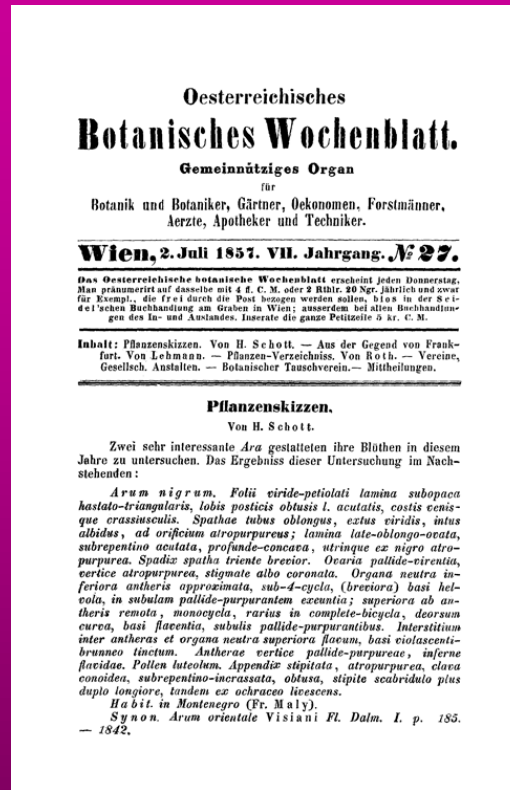 Oesterreichisches
Botanisches Wochenblatt.
Gemeinnütziges Organ
für
Botanik und Botaniker, Gärtner, Oekonomen, Forstmänner,
Aerzte, Apotheker und Techniker.
Wien, 2. Juli 1857. VII. Jahrgang. № 27.
Das Oesterreichische botanische Wochenblatt erscheint jeden Donnerstag.
Man pränumerirt auf dasselbe mit 4 fl. C. M. oder 2 Rthlr. 20 Ngr. jährlich und zwar
für Exempl., die frei durch die Post bezogen werden sollen, blos in der Sei-
del'schen Buchhandlung am Graben in Wien; ausserdem bei allen Buchhandlun-
gen des In- und Auslandes. Inserate die ganze Petitzeile 5 kr. C. M.
Inhalt: Pflanzenskizzen. Von H. Schott. — Aus der Gegend von Frank-
furt. Von Lehmann. — Pflanzen-Verzeichniss. Von Roth. — Vereine,
Gesellsch. Anstalten. — Botanischer Tauschverein.— Mittheilungen.
Pflanzenskizzen.
Von H. Schott.
Zwei sehr interessante Ara gestatteten ihre Blüthen in diesem
Jahre zu untersuchen. Das Ergebniss dieser Untersuchung im Nach-
stehenden:
Arum nigrum. Folii viride-petiolati lamina subopaca
hastato-triangularis, lobis posticis obtusis l. acutatis, costis venis-
que crassiusculis. Spathae tubus oblongus, extus viridis, intus
albidus, ad orificium atropurpureus; lamina late-oblongo-ovata,
subrepentino acutata, profunde-concava, utrinque ex nigro atro-
purpurea. Spadix spatha triente brevior. Ovaria pallide-virentia,
vertice atropurpurea, stigmate albo coronata. Organa neutra in-
feriora antheris approximata, sub-4-cycla, (breviora) basi hel-
vola, in subulam pallide-purpurantem exeuntia; superiora ab an-
theris remota, monocycla, rarius in complete-bicycla, deorsum
curva, basi flaventia, subulis pallide-purpurantibus. Interstitium
inter antheras et organa neutra superiora flavum, basi violascenti-
brunneo tinctum. Antherae vertice pallide-purpureae, inferne
flavidae. Pollen luteolum. Appendix stipitata, atropurpurea, clava
conoidea, subrepentino-incrassata, obtusa, stipite scabridulo plus
duplo longiore, tandem ex ochraceo livescens.
Habit. in Montenegro (Fr. Maly).
Synon. Arum orientale Visiani Fl. Dalm. I. p. 185.
— 1842.